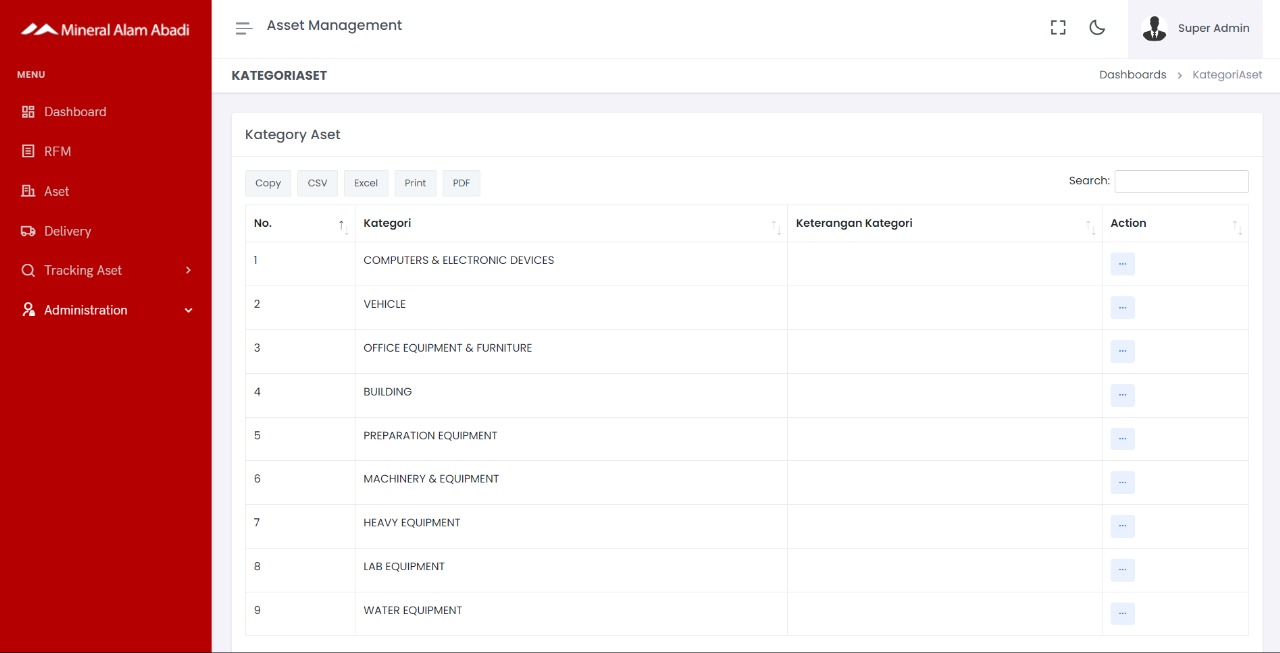 Mineral Alam Abadi
Asset Management
Super Admin
MENU
KATEGORIASET
Dashboards > KategoriAset
Dashboard
RFM
Aset
Delivery
Tracking Aset
Administration
Kategory Aset
Copy CSV Excel Print PDF
Search:
No. Kategori Keterangan Kategori Action
1 COMPUTERS & ELECTRONIC DEVICES ...
2 VEHICLE ...
3 OFFICE EQUIPMENT & FURNITURE ...
4 BUILDING ...
5 PREPARATION EQUIPMENT ...
6 MACHINERY & EQUIPMENT ...
7 HEAVY EQUIPMENT ...
8 LAB EQUIPMENT ...
9 WATER EQUIPMENT ...